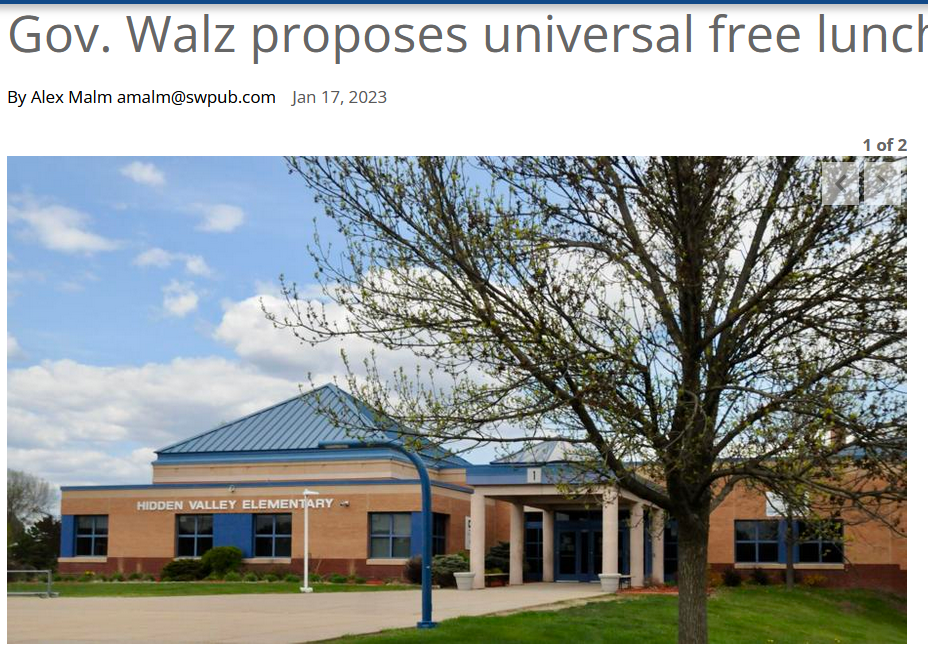 Gov. Walz proposes universal free lunch
By Alex Malm amalm@swpub.com Jan 17, 2023
1 of 2
1
HIDDEN VALLEY ELEMENTARY